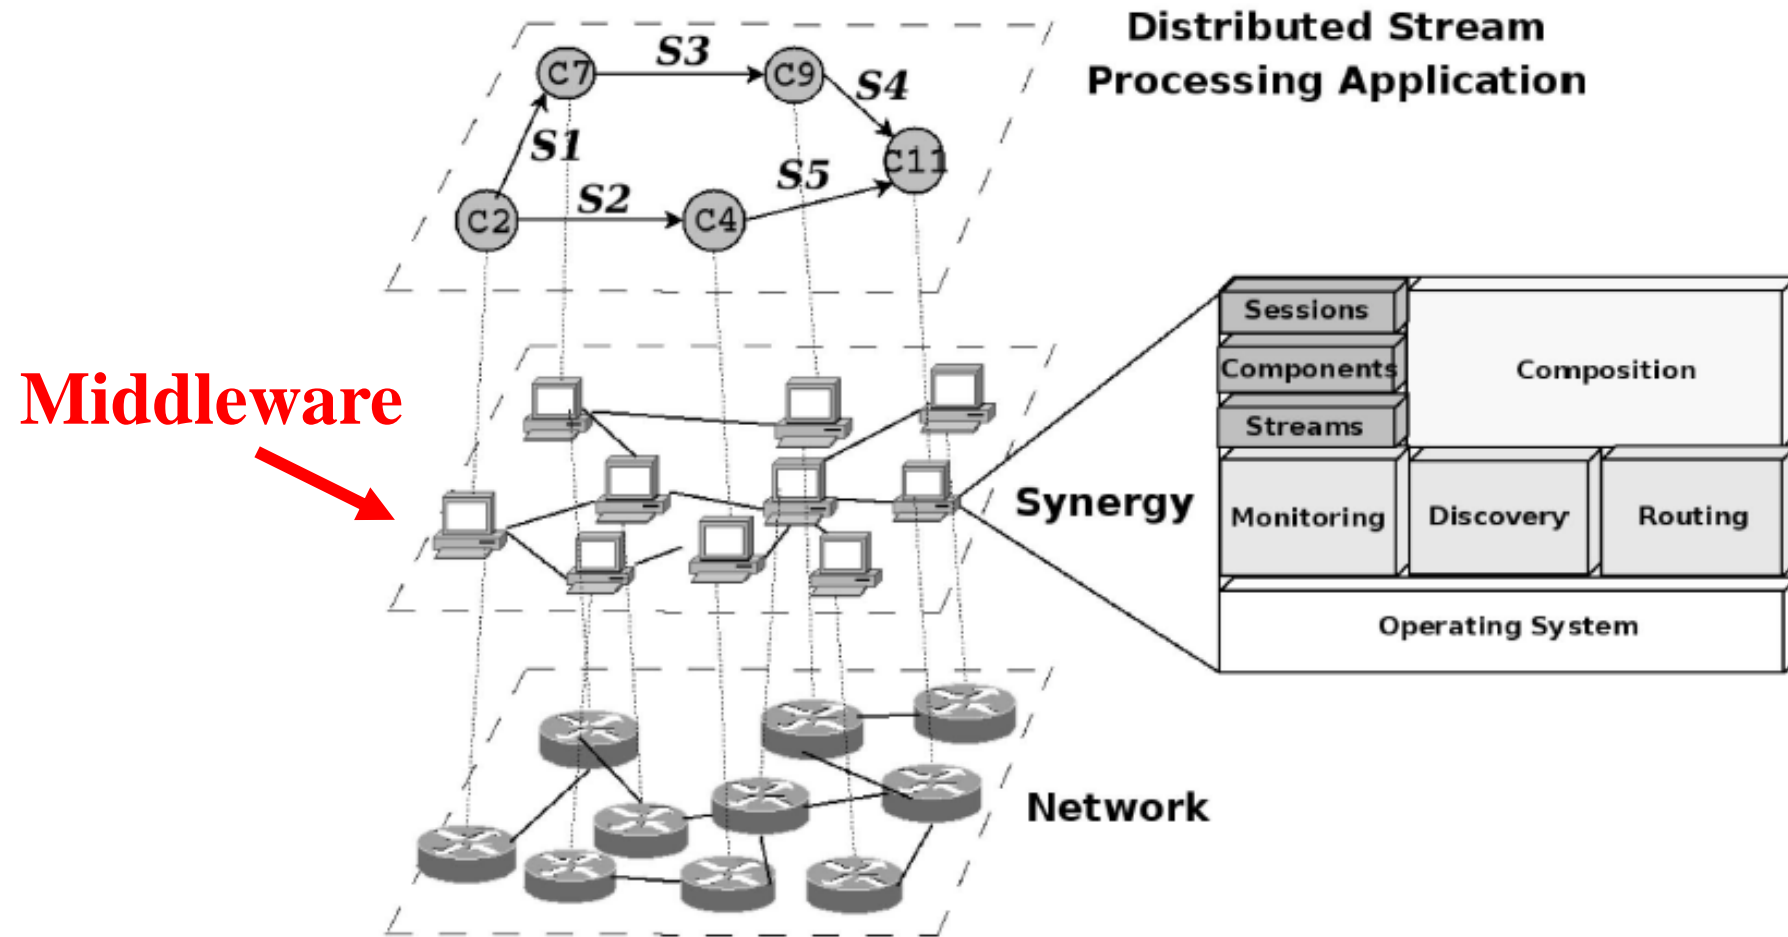 Distributed Stream
Processing Application
C7
S3
C9
S4
S1
C11
S5
S2
C2
C4
Middleware
Synergy
Sessions
Components
Streams
Composition
Monitoring
Discovery
Routing
Operating System
Network